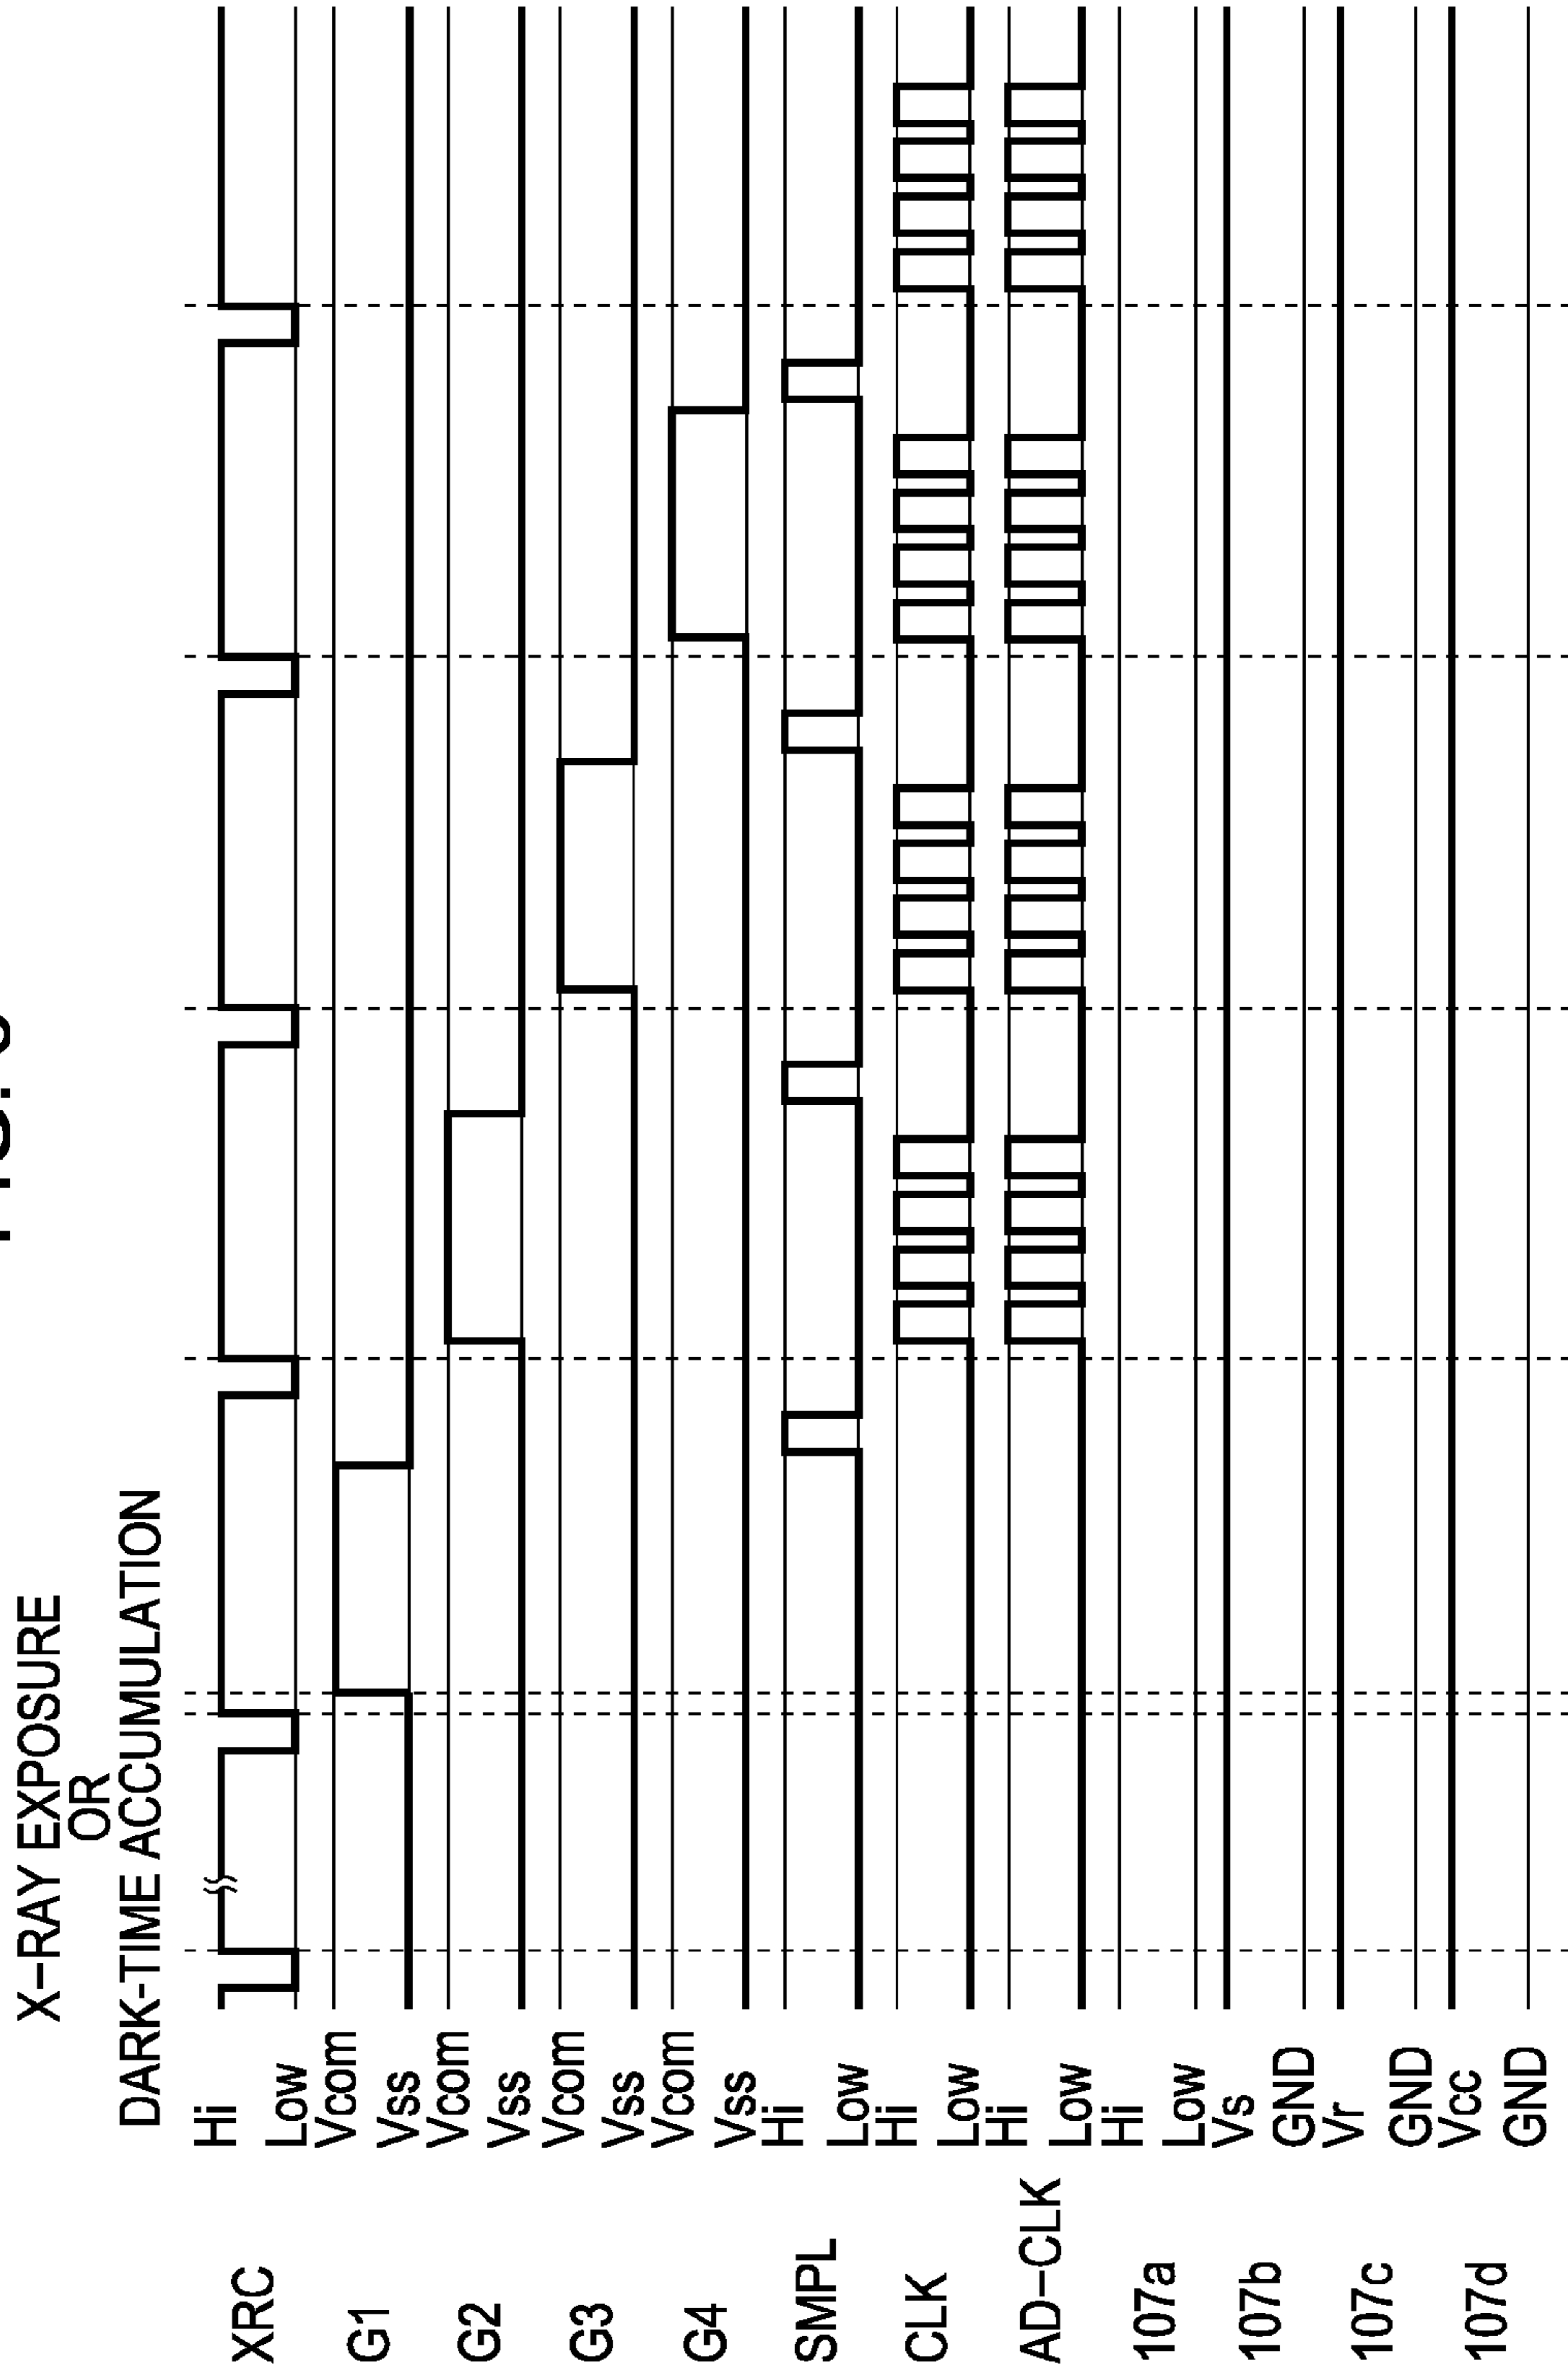 X-RAY EXPOSURE
OR
DARK-TIME ACCUMULATION
XRC
Hi
Low
G1
Vcom
Vss
G2
Vcom
Vss
G3
Vcom
Vss
G4
Vcom
Vss
SMPL
Hi
Low
CLK
Hi
Low
AD-CLK
Hi
Low
107a
Hi
Low
107b
Vs
GND
107c
Vr
GND
107d
Vcc
GND